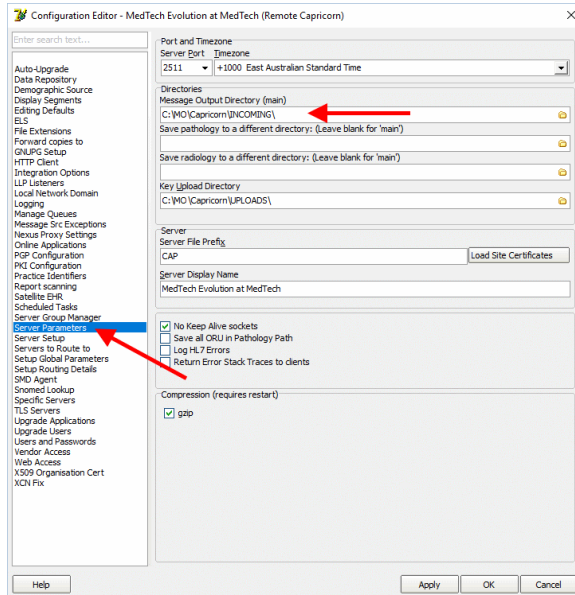 Configuration Editor - MedTech Evolution at MedTech (Remote Capricorn)
Enter search text...
Auto-Upgrade
Data Repository
Demographic Source
Display Segments
Editing Defaults
ELS
File Extensions
Forward copies to
GNUPG Setup
HTTP Client
Integration Options
LLP Listeners
Local Network Domain
Logging
Manage Queues
Message Src Exceptions
Nexus Proxy Settings
Online Applications
PGP Configuration
PKI Configuration
Practice Identifiers
Report scanning
Satellite EHR
Scheduled Tasks
Server Group Manager
Server Parameters
Server Setup
Servers to Route to
Setup Global Parameters
Setup Routing Details
SMD Agent
Snomed Lookup
Specific Servers
TLS Servers
Upgrade Applications
Upgrade Users
Users and Passwords
Vendor Access
Web Access
X509 Organisation Cert
XCN Fix
Port and Timezone
Server Port Timezone
2511 +1000 East Australian Standard Time
Directories
Message Output Directory (main)
C:\MO\Capricorn\INCOMING\
Save pathology to a different directory: (Leave blank for 'main')
Save radiology to a different directory: (Leave blank for 'main')
Key Upload Directory
C:\MO\Capricorn\UPLOADS\
Server
Server File Prefix
CAP Load Site Certificates
Server Display Name
MedTech Evolution at MedTech
No Keep Alive sockets
Save all ORU in Pathology Path
Log HL7 Errors
Return Error Stack Traces to clients
Compression (requires restart)
gzip
Help Apply OK Cancel